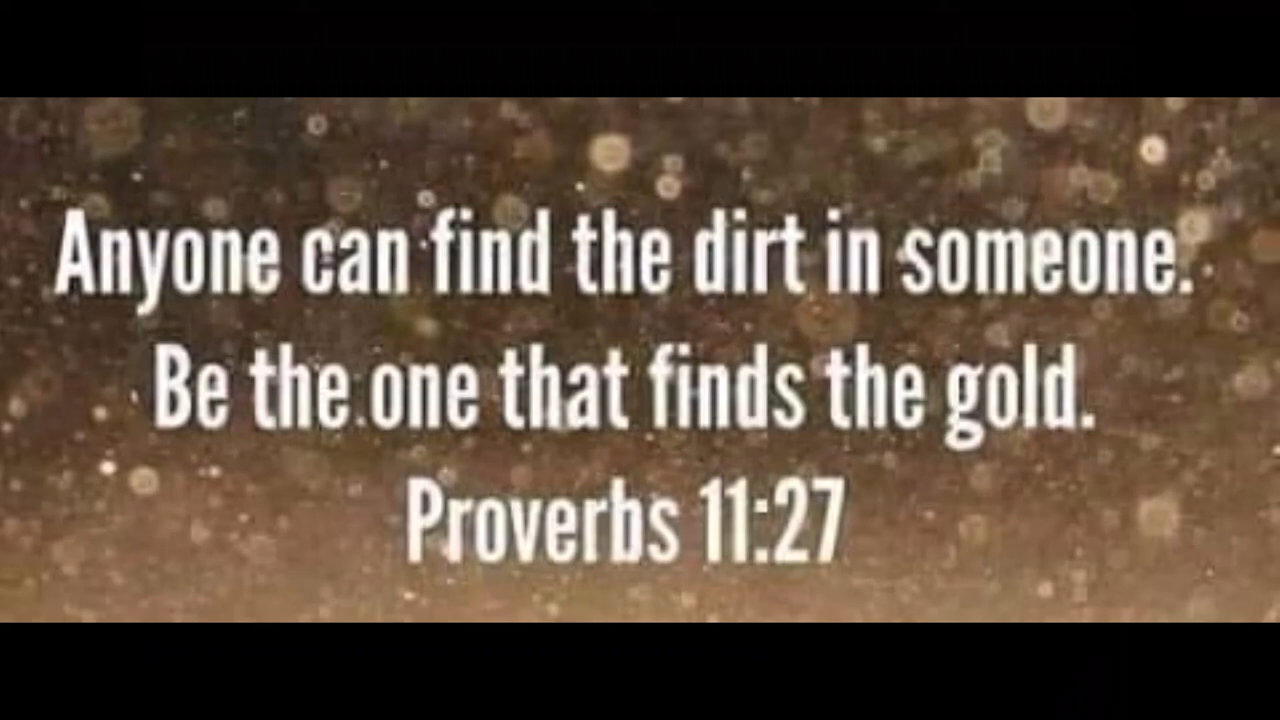 Anyone can find the dirt in someone.
Be the one that finds the gold.
Proverbs 11:27